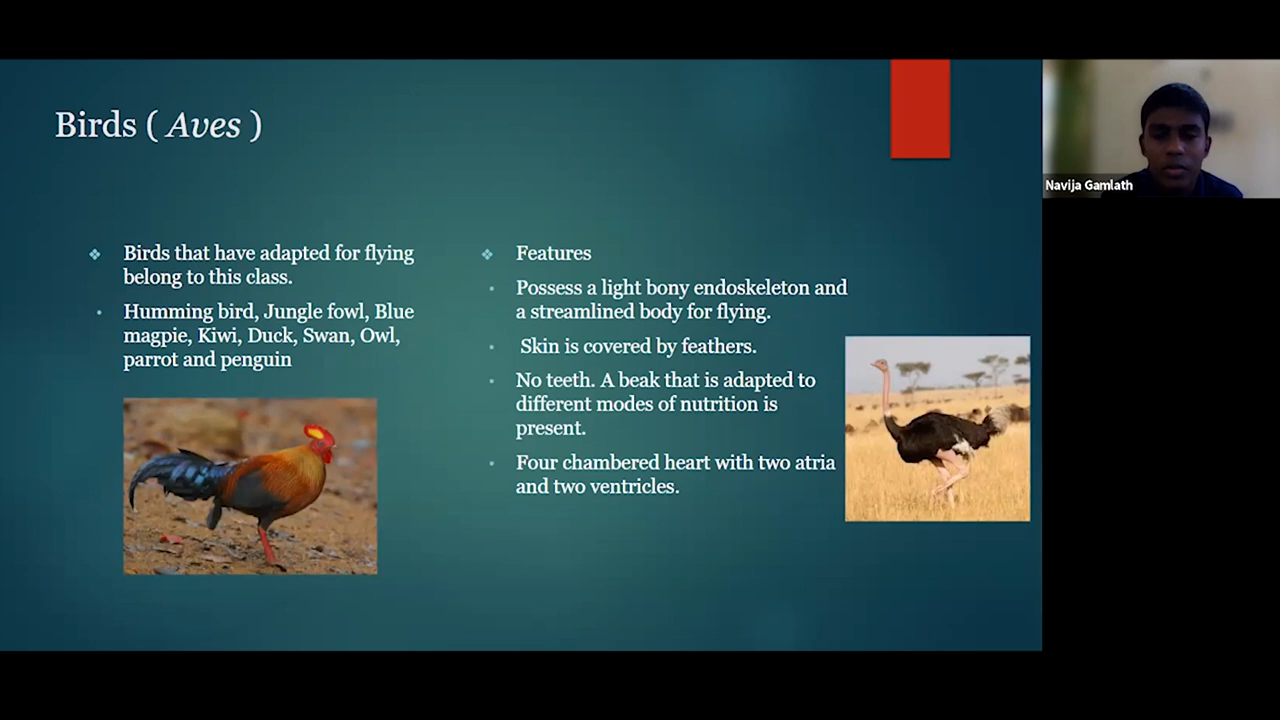 Birds ( Aves )
Birds that have adapted for flying
belong to this class.
Humming bird, Jungle fowl, Blue
magpie, Kiwi, Duck, Swan, Owl,
parrot and penguin
Features
Possess a light bony endoskeleton and
a streamlined body for flying.
Skin is covered by feathers.
No teeth. A beak that is adapted to
different modes of nutrition is
present.
Four chambered heart with two atria
and two ventricles.
Navija Gamlath